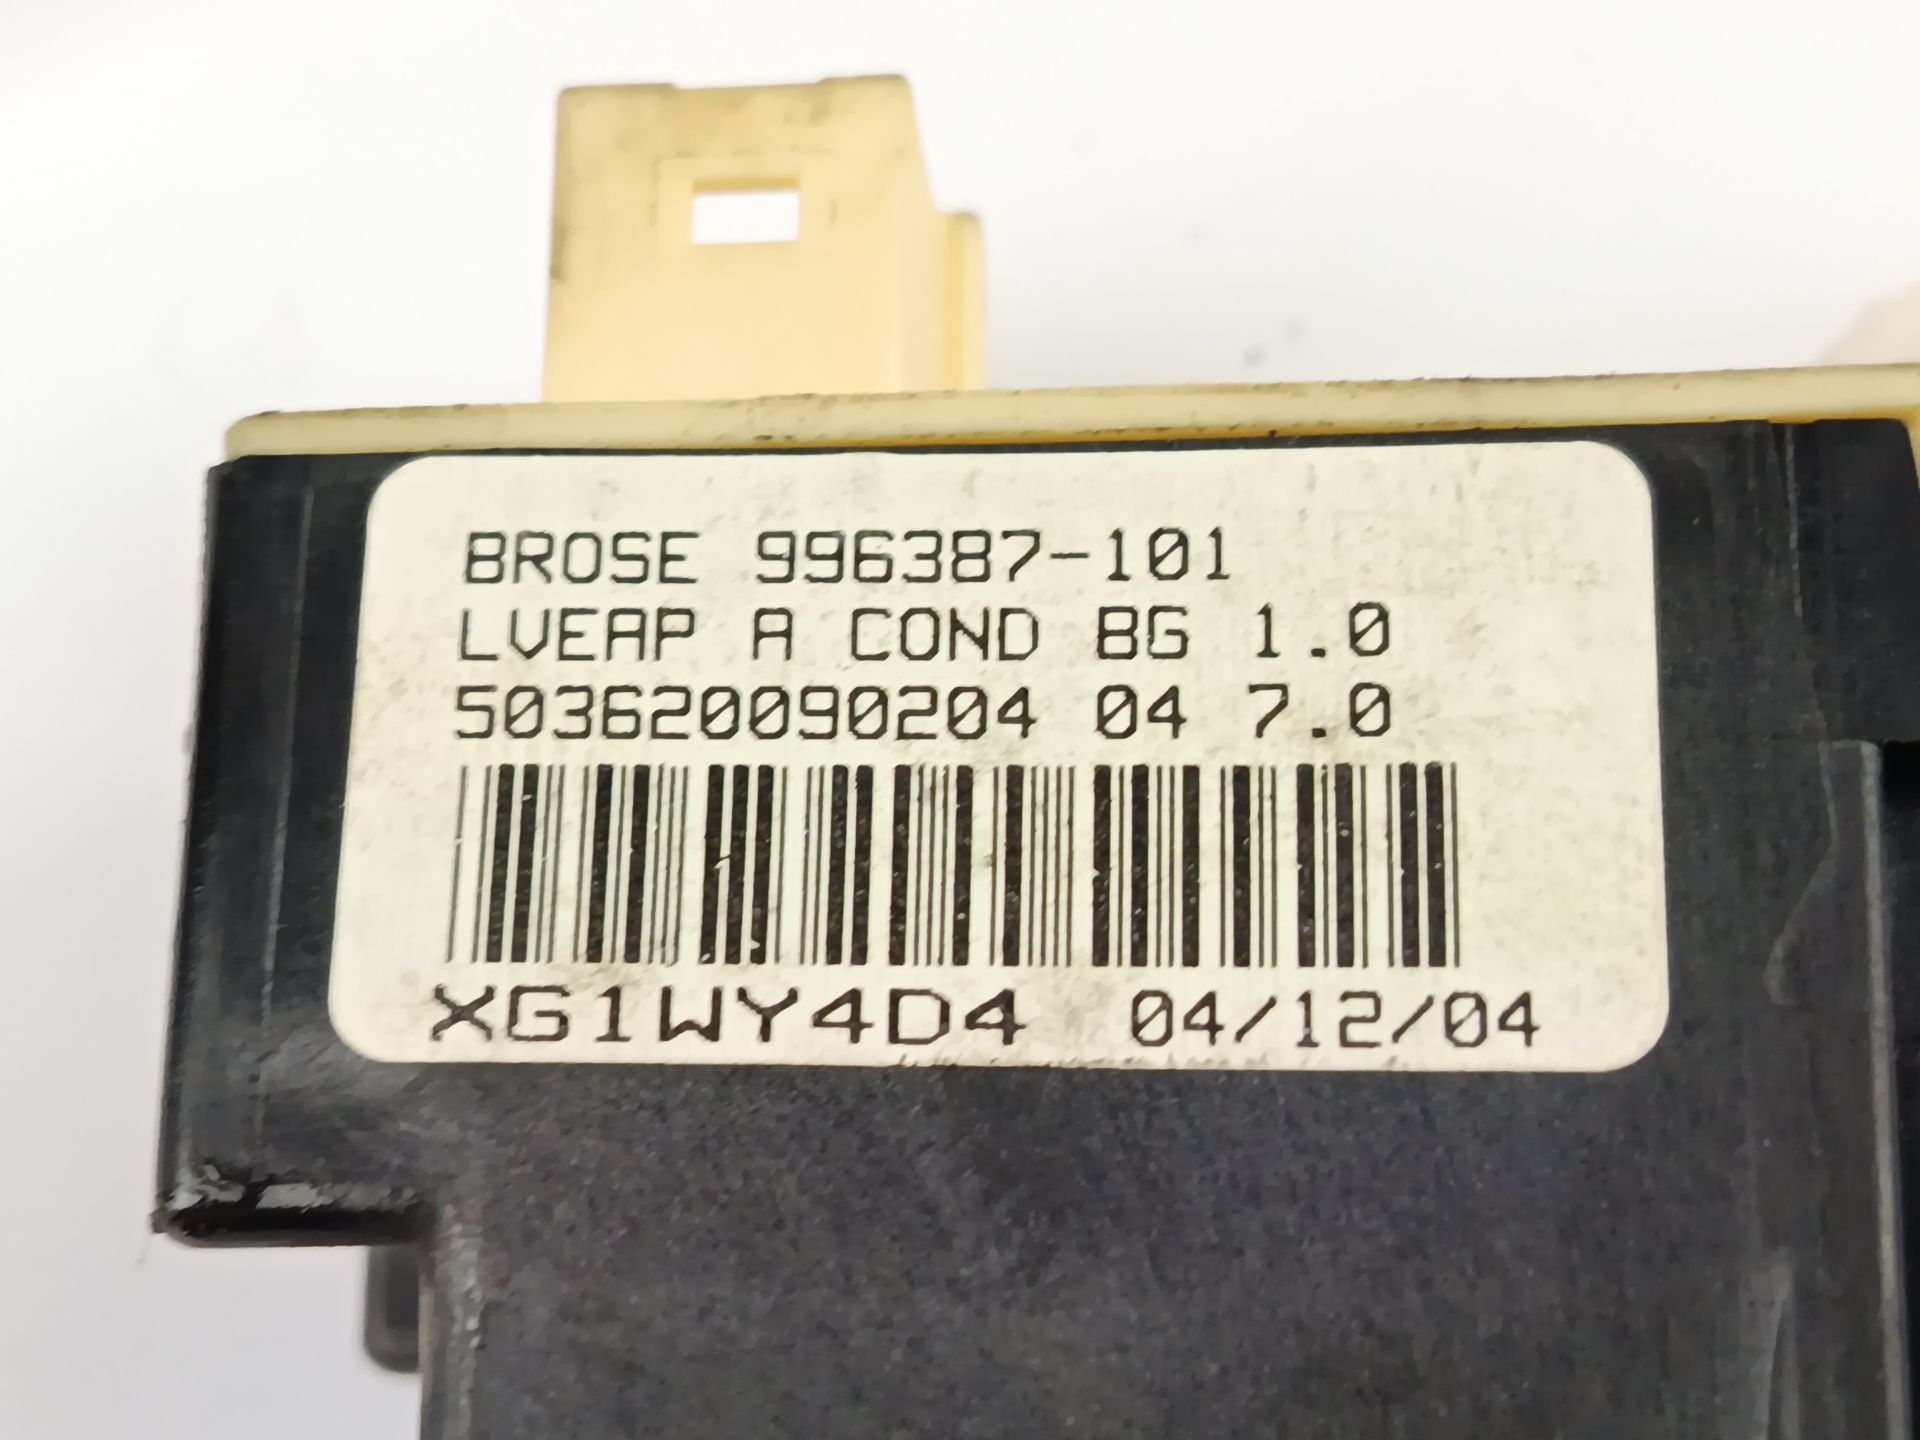 BROSE 996387-101
LVEAP A COND BG 1.0
503620090204 04 7.0
XG1WY4D4 04/12/04